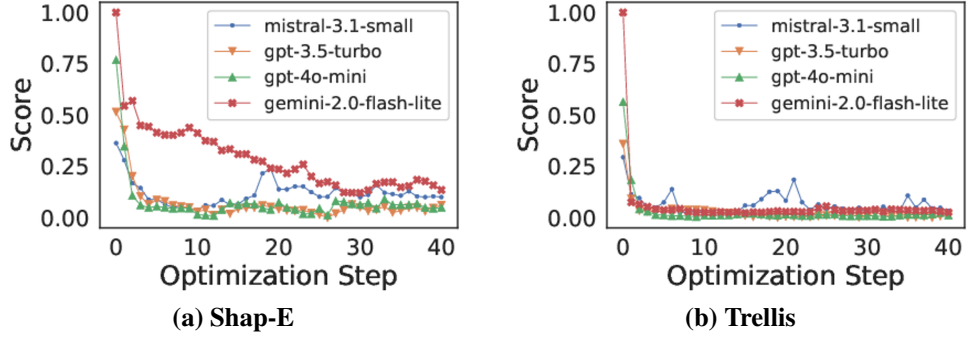 1.00
0.75
0.50
0.25
0.00
Score
mistral-3.1-small
gpt-3.5-turbo
gpt-4o-mini
gemini-2.0-flash-lite
0 10 20 30 40
Optimization Step
(a) Shap-E
1.00
0.75
0.50
0.25
0.00
Score
mistral-3.1-small
gpt-3.5-turbo
gpt-4o-mini
gemini-2.0-flash-lite
0 10 20 30 40
Optimization Step
(b) Trellis